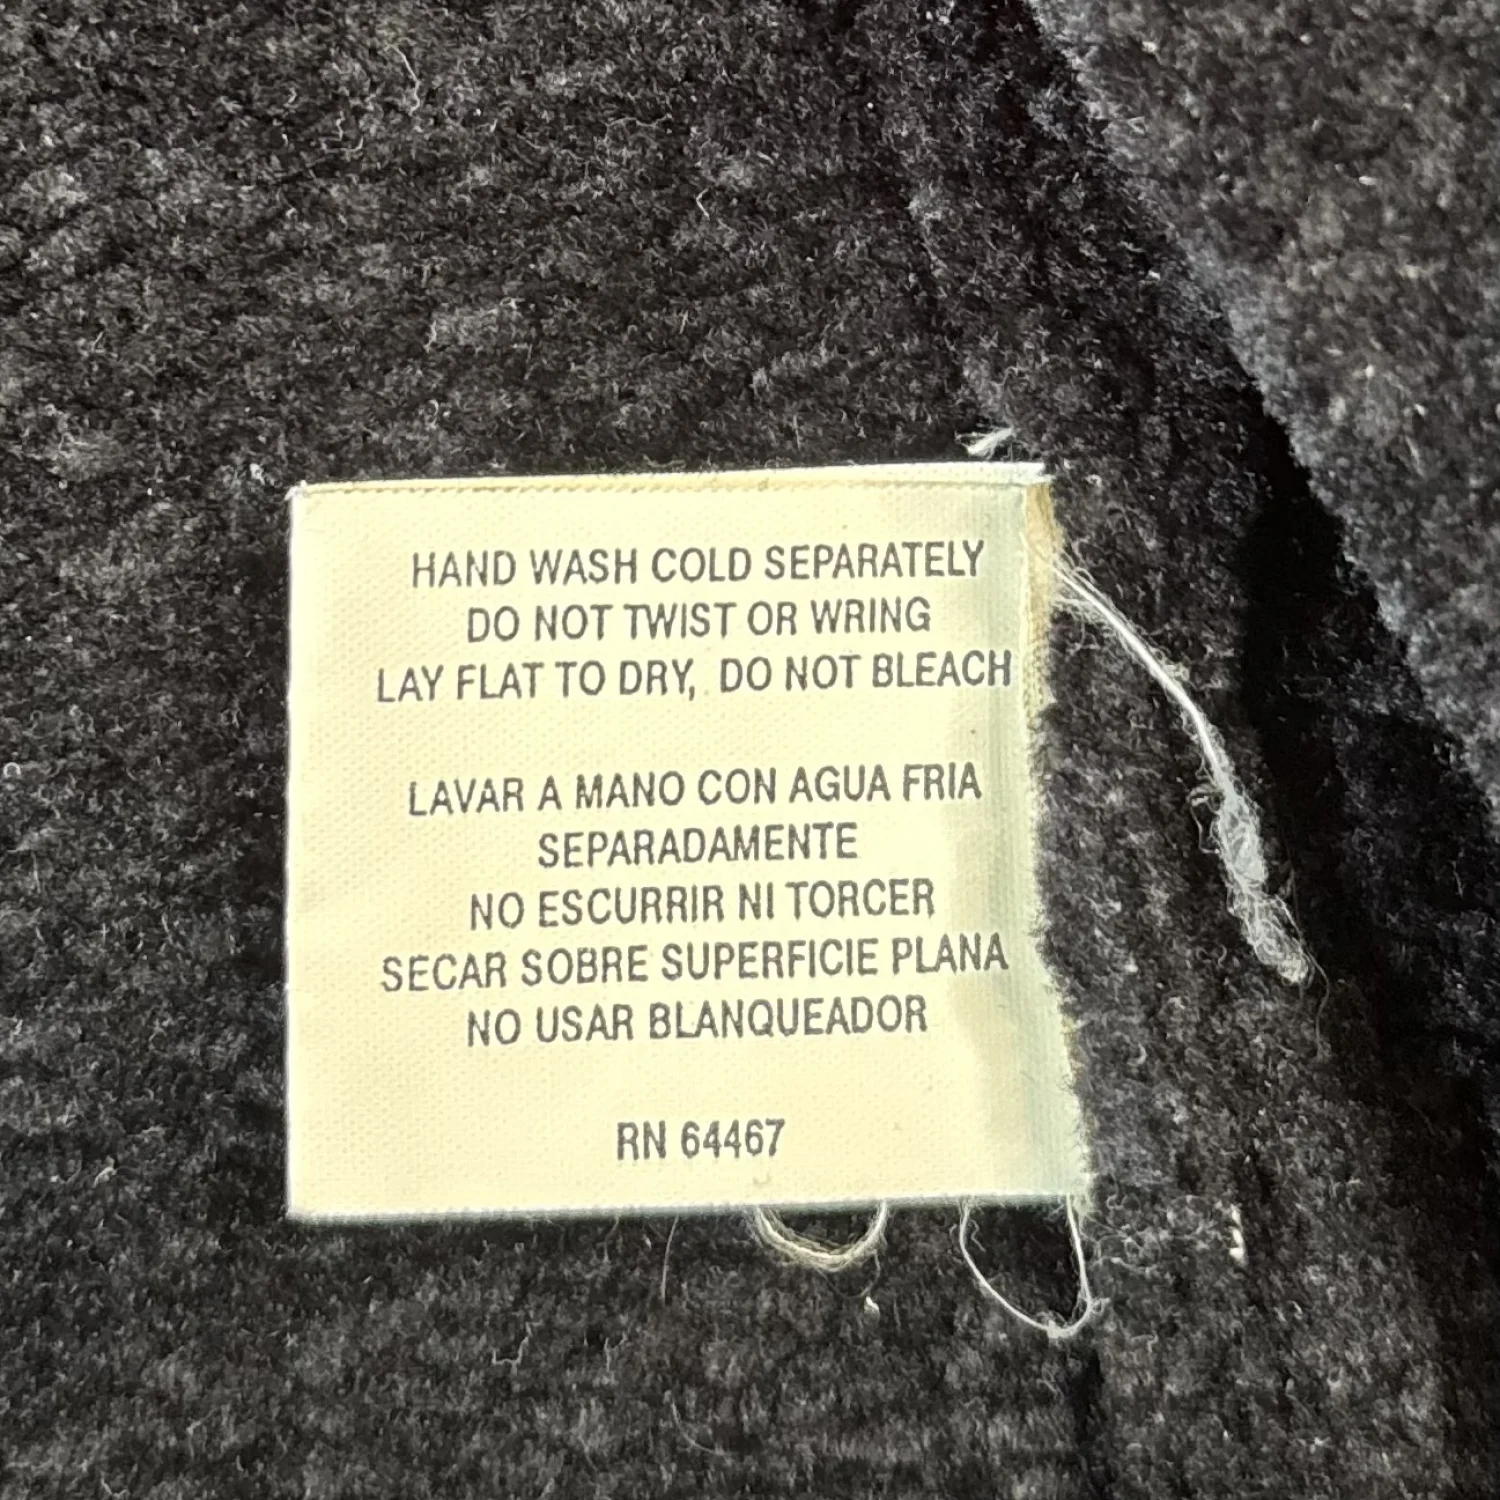 HAND WASH COLD SEPARATELY
DO NOT TWIST OR WRING
LAY FLAT TO DRY, DO NOT BLEACH
LAVAR A MANO CON AGUA FRIA
SEPARADAMENTE
NO ESCURRIR NI TORCER
SECAR SOBRE SUPERFICIE PLANA
NO USAR BLANQUEADOR
RN 64467